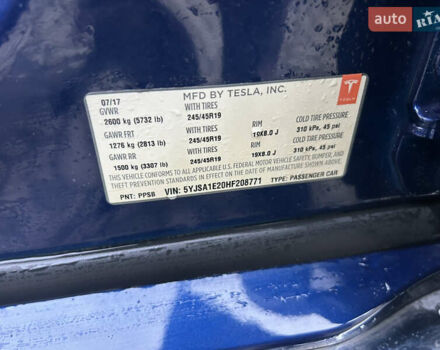 auto RIA
MFD BY TESLA, INC.
07/17
GVWR WITH TIRES RIM COLD TIRE PRESSURE
2600 kg (5732 lb) 245/45R19 19X8.0 J 310 kPa, 45 psi
GAWR FRT WITH TIRES RIM COLD TIRE PRESSURE
1276 kg (2813 lb) 245/45R19 19X8.0 J 310 kPa, 45 psi
GAWR RR
1500 kg (3307 lb) 245/45R19
THIS VEHICLE CONFORMS TO ALL APPLICABLE U.S. FEDERAL MOTOR VEHICLE SAFETY, BUMPER, AND
THEFT PREVENTION STANDARDS IN EFFECT ON THE DATE OF MANUFACTURE SHOWN ABOVE.
VIN: 5YJSA1E20HF208771 TYPE: PASSENGER CAR
PNT: PPSB
TESLA